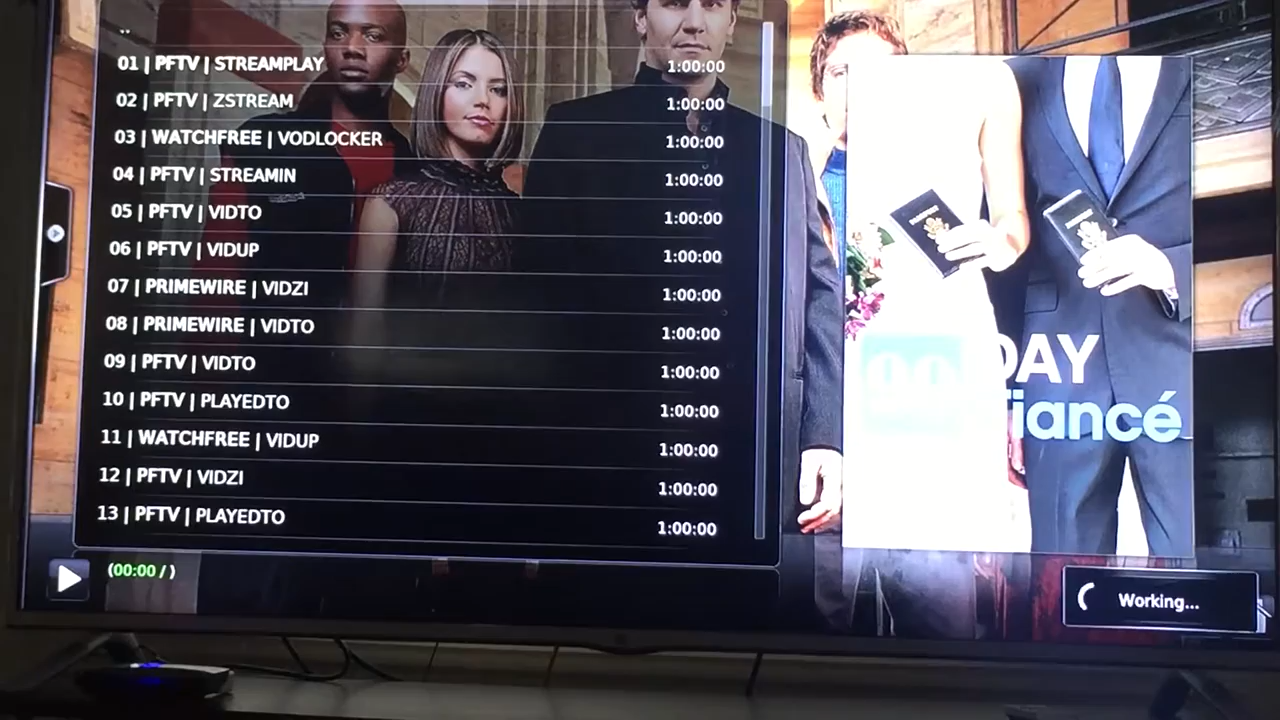 ..
01 | PFTV | STREAMPLAY 1:00:00
02 | PFTV | ZSTREAM 1:00:00
03 | WATCHFREE | VODLOCKER 1:00:00
04 | PFTV | STREAMIN 1:00:00
05 | PFTV | VIDTO 1:00:00
06 | PFTV | VIDUP 1:00:00
07 | PRIMEWIRE | VIDZI 1:00:00
08 | PRIMEWIRE | VIDTO 1:00:00
09 | PFTV | VIDTO 1:00:00
10 | PFTV | PLAYEDTO 1:00:00
11 | WATCHFREE | VIDUP 1:00:00
12 | PFTV | VIDZI 1:00:00
13 | PFTV | PLAYEDTO 1:00:00
(00:00 / )
PASSPORT
PASSPORT
90 DAY
fiancé
Working...